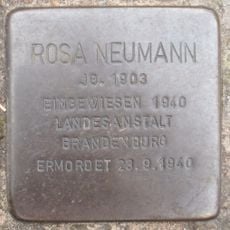 ROSA NEUMANN
JG. 1903
EINGEWIESEN 1940
LANDESANSTALT
BRANDENBURG
ERMORDET 23.9.1940